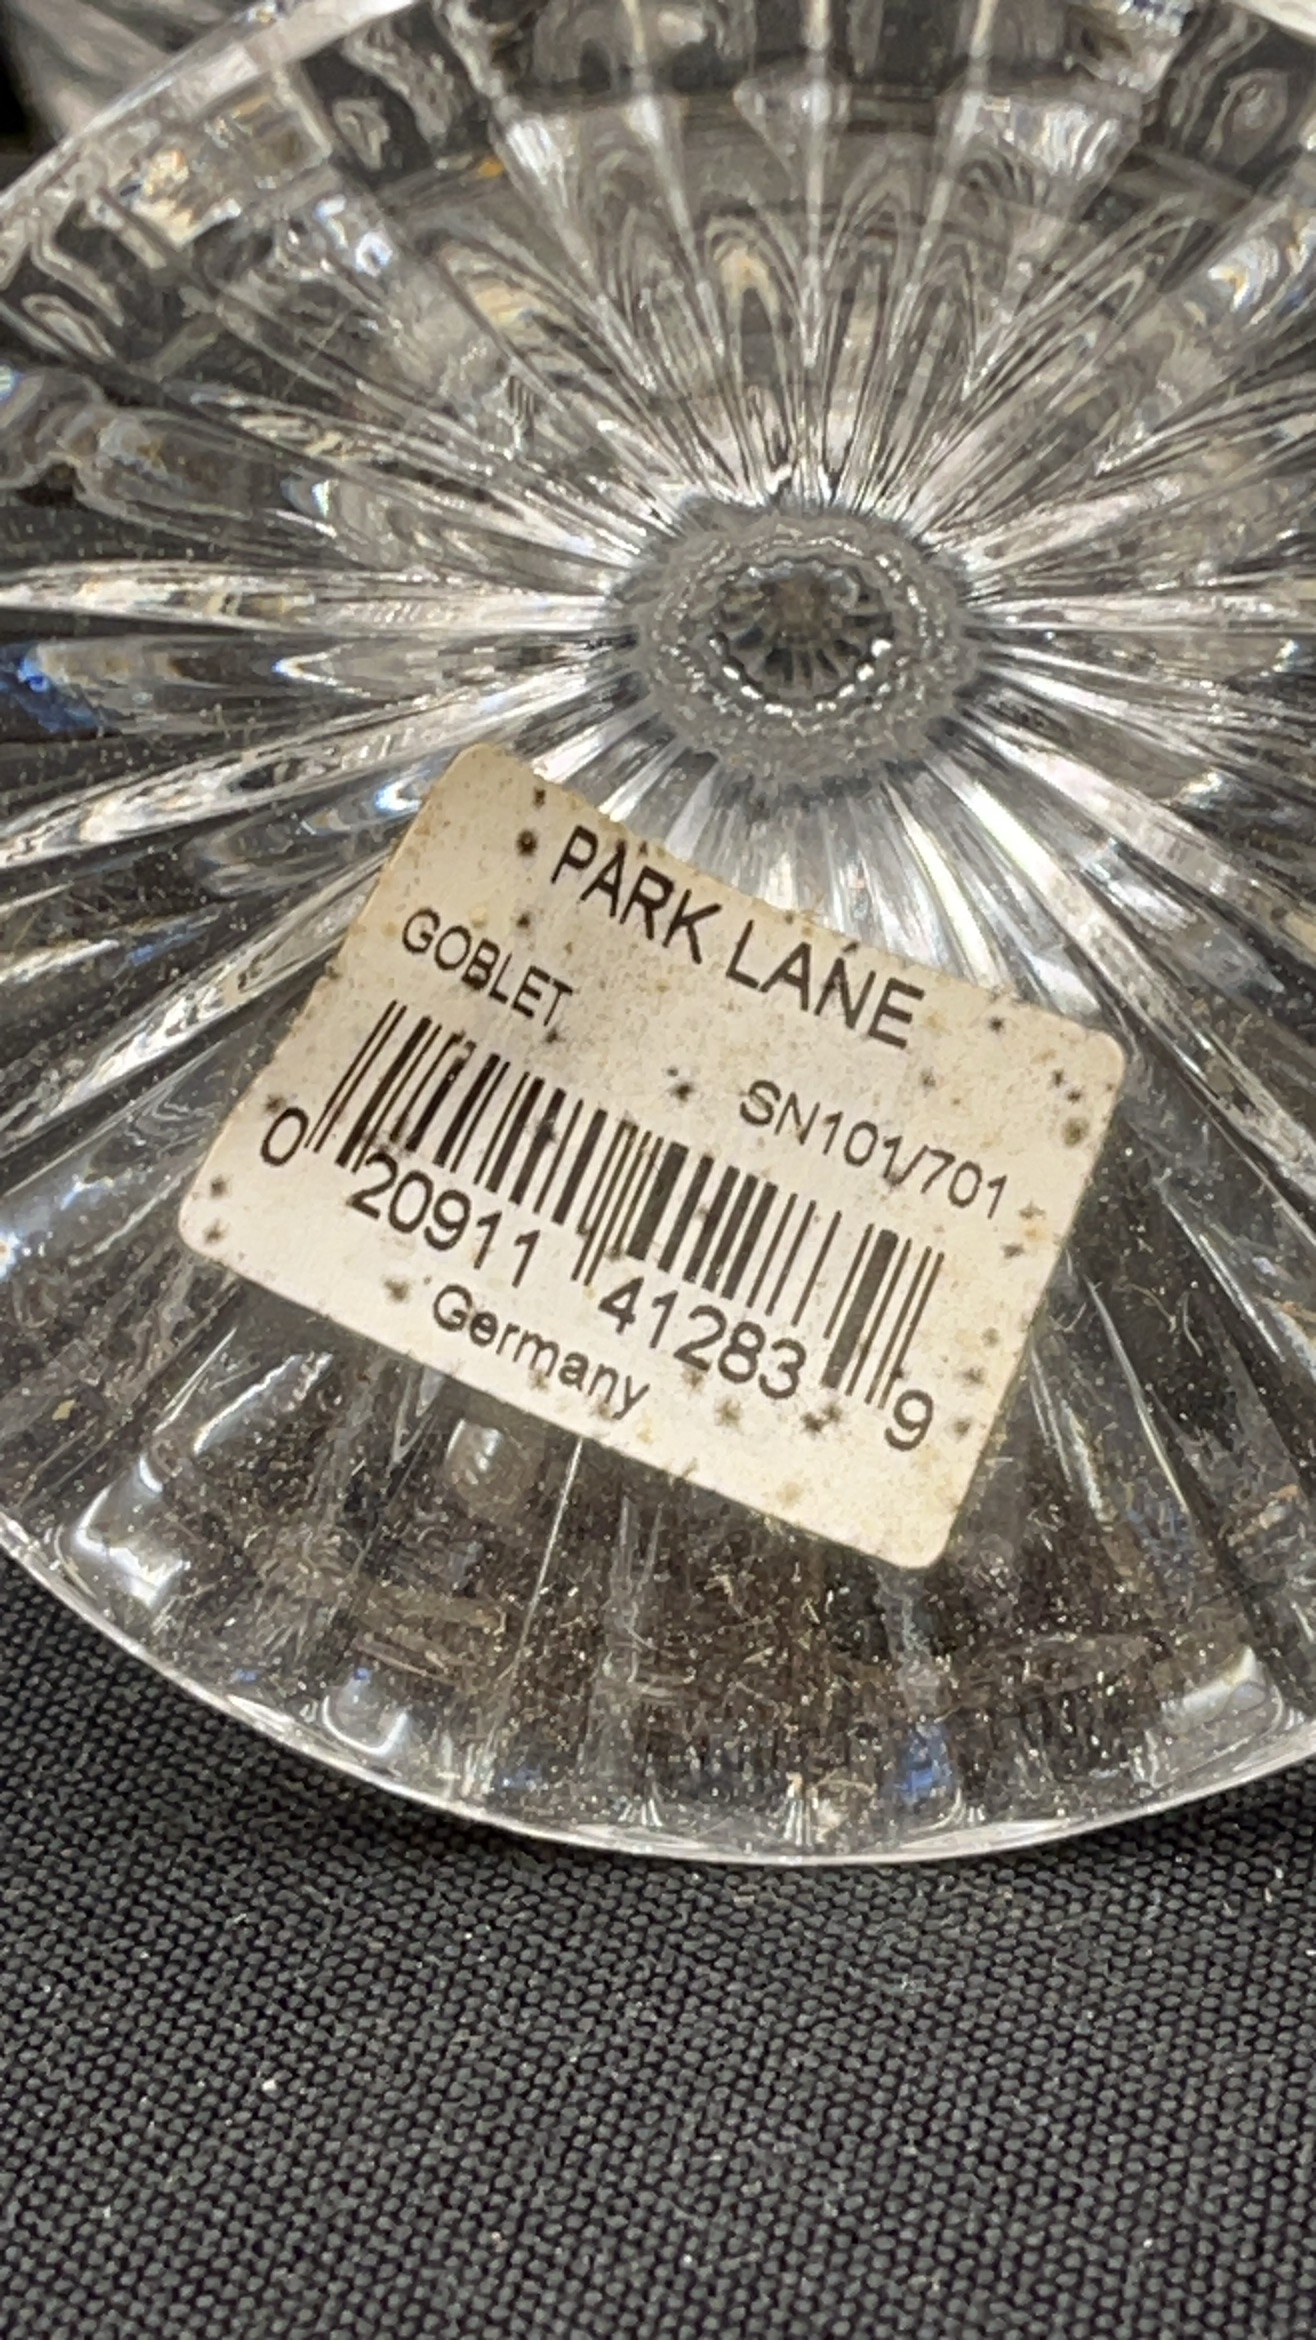 PARK LANE
GOBLET
SN101/701
0 20911 41283 9
Germany